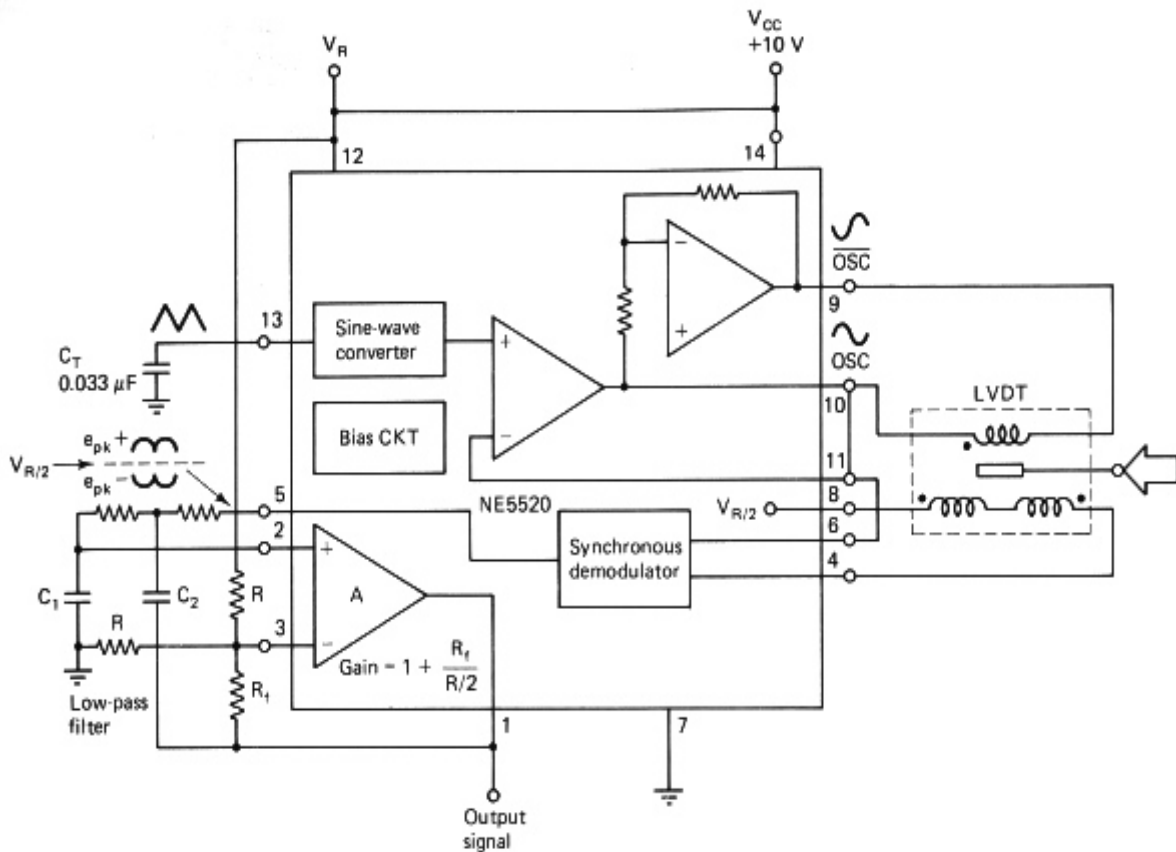 V_R
V_CC
+10 V
12
14
OSC
9
13
Sine-wave
converter
+
−
−
+
OSC
10
C_T
0.033 μF
Bias CKT
LVDT
e_pk+
V_R/2
e_pk−
11
5
NE5520
8
V_R/2
6
2
Synchronous
demodulator
4
+
C_1
C_2
R
A
R
3
−
Gain − 1 + R_f
R/2
Low-pass
filter
R_f
1
7
Output
signal